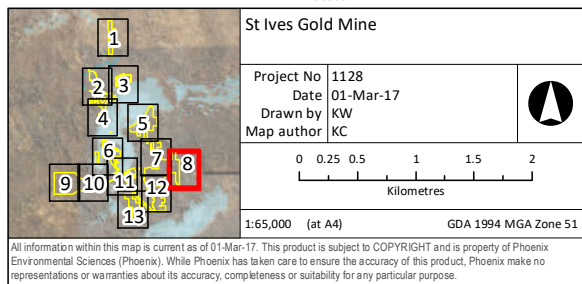 1
2
4
5
6
7
8
9
10
11
12
13
St Ives Gold Mine
Project No 1128
Date 01-Mar-17
Drawn by KW
Map author KC
0 0.25 0.5 1 1.5 2
Kilometres
1:65,000 (at A4) GDA 1994 MGA Zone 51
All information within this map is current as of 01-Mar-17. This product is subject to COPYRIGHT and is property of Phoenix
Environmental Sciences (Phoenix). While Phoenix has taken care to ensure the accuracy of this product, Phoenix make no
representations or warranties about its accuracy, completeness or suitability for any particular purpose.